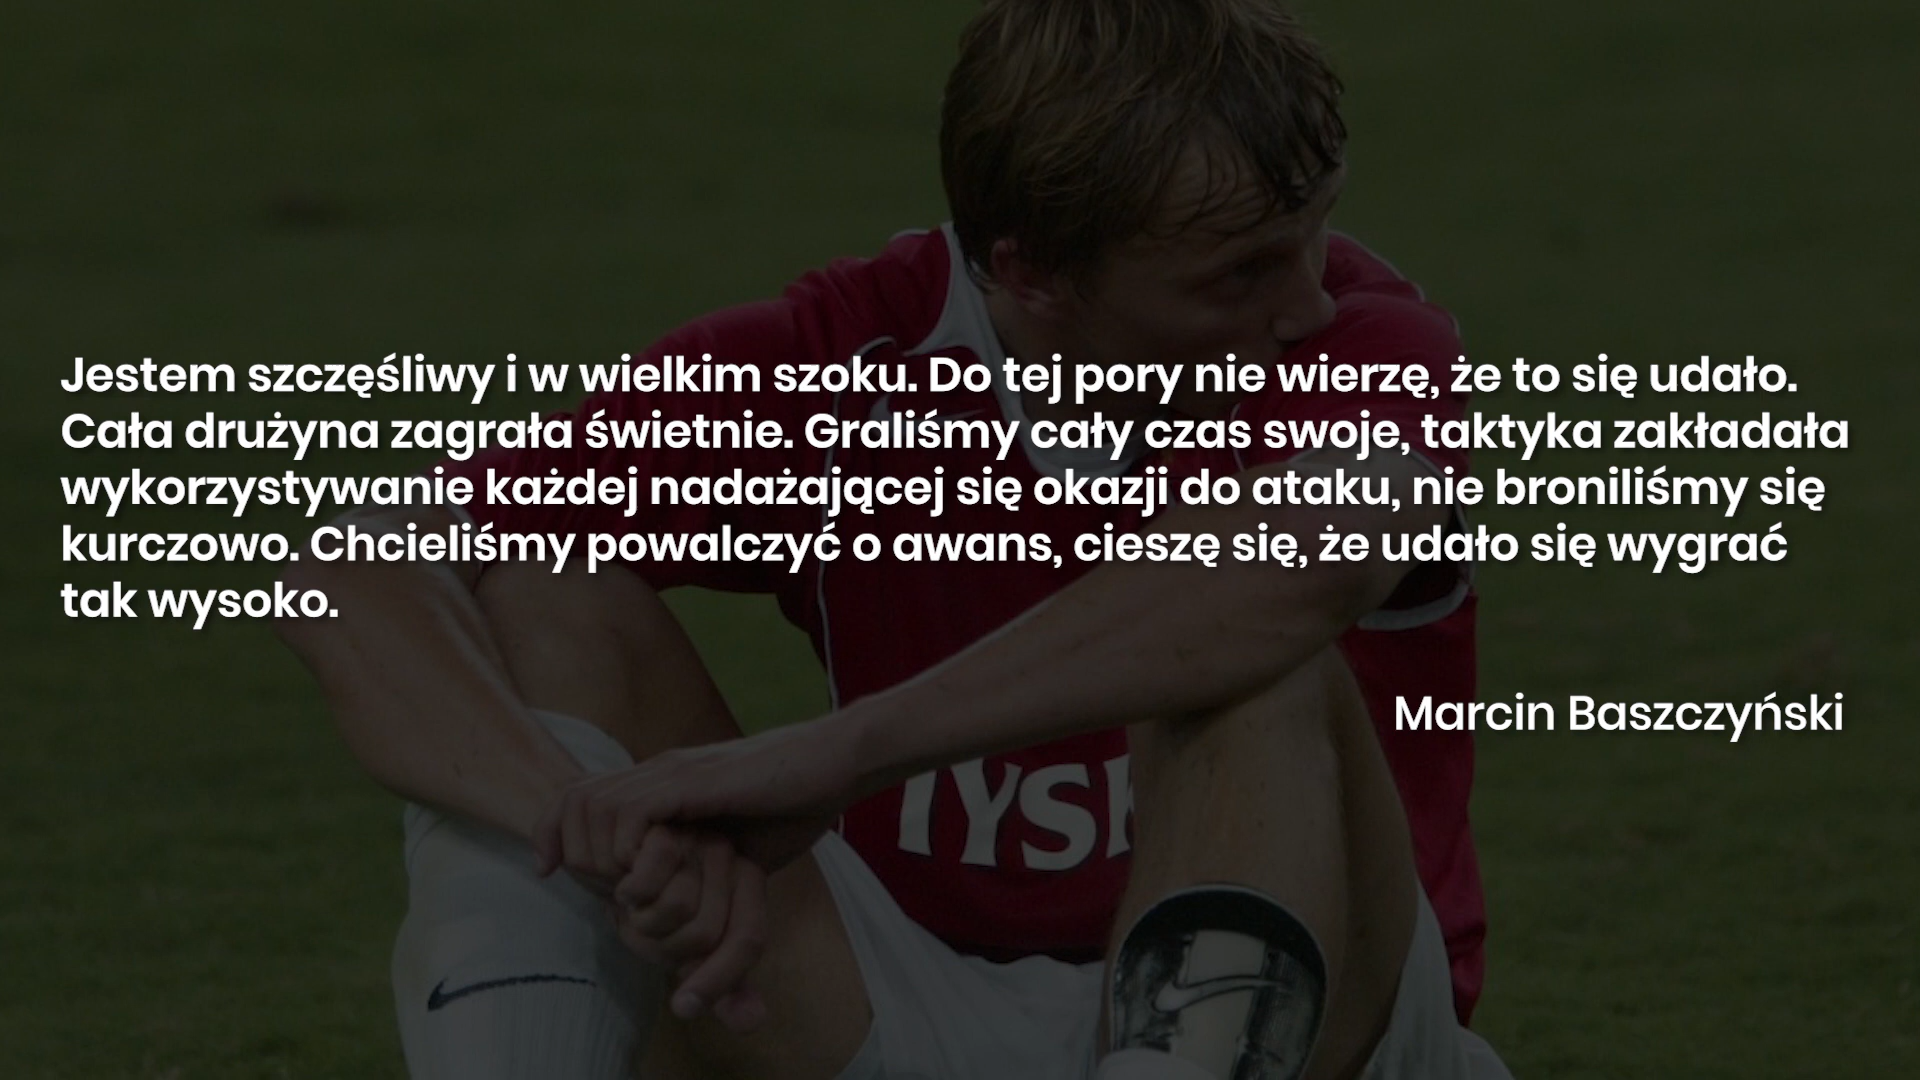 Jestem szczęśliwy i w wielkim szoku. Do tej pory nie wierzę, że to się udało.
Cała drużyna zagrała świetnie. Graliśmy cały czas swoje, taktyka zakładała
wykorzystywanie każdej nadażającej się okazji do ataku, nie broniliśmy się
kurczowo. Chcieliśmy powalczyć o awans, cieszę się, że udało się wygrać
tak wysoko.
Marcin Baszczyński
TYSK